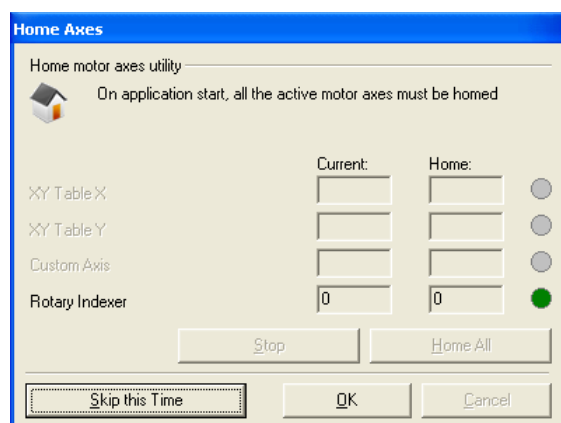 Home Axes
Home motor axes utility
On application start, all the active motor axes must be homed
Current: Home:
XY Table X
XY Table Y
Custom Axis
Rotary Indexer 0 0
Stop Home All
Skip this Time OK Cancel